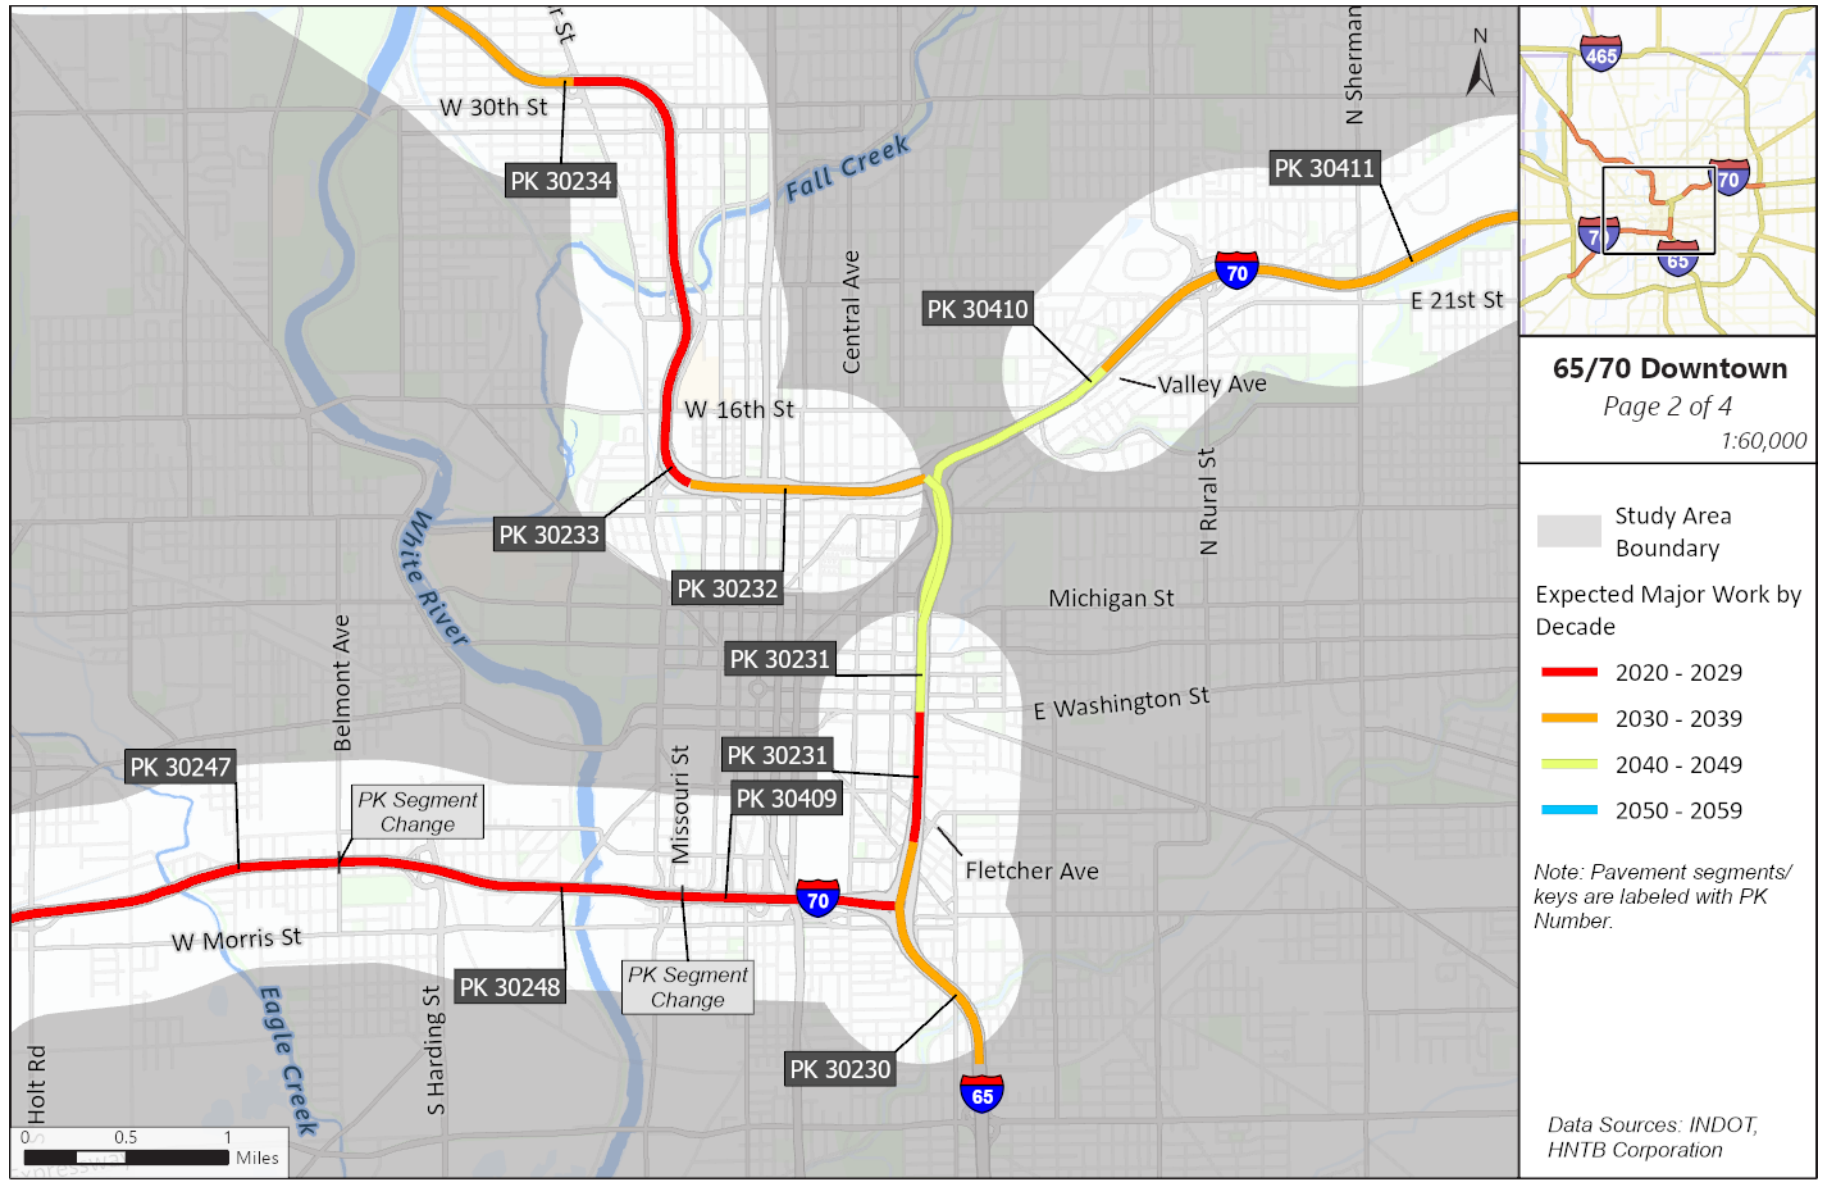 r St
N Sherman
N
W 30th St
PK 30234
Fall Creek
PK 30411
70
E 21st St
PK 30410
Central Ave
Valley Ave
W 16th St
N Rural St
PK 30233
White River
PK 30232
Michigan St
PK 30231
E Washington St
Belmont Ave
PK 30247
PK 30231
Missouri St
PK 30409
PK Segment
Change
Fletcher Ave
70
W Morris St
PK 30248
PK Segment
Change
Eagle Creek
S Harding St
S Holt Rd
PK 30230
65
0 0.5 1
Miles
Expressway
465
70
70
65
65/70 Downtown
Page 2 of 4
1:60,000
Study Area
Boundary
Expected Major Work by
Decade
2020 - 2029
2030 - 2039
2040 - 2049
2050 - 2059
Note: Pavement segments/
keys are labeled with PK
Number.
Data Sources: INDOT,
HNTB Corporation